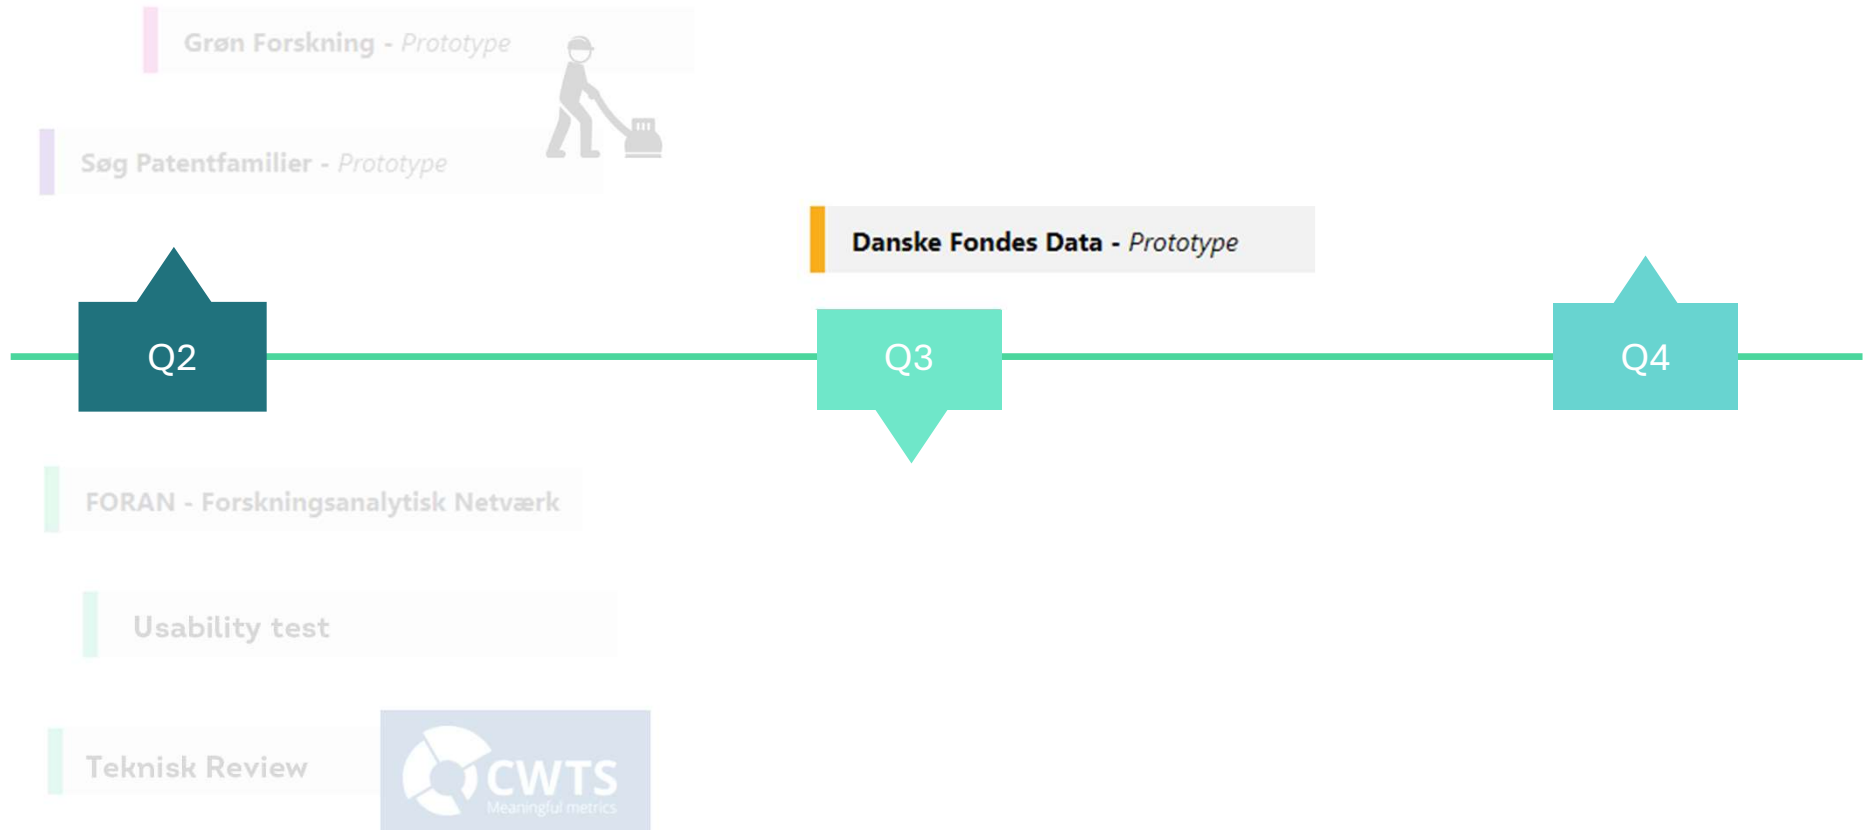 Grøn Forskning - Prototype
Søg Patentfamilier - Prototype
Danske Fondes Data - Prototype
Q2
Q3
Q4
FORAN - Forskningsanalytisk Netværk
Usability test
Teknisk Review
CWTS
Meaningful metrics